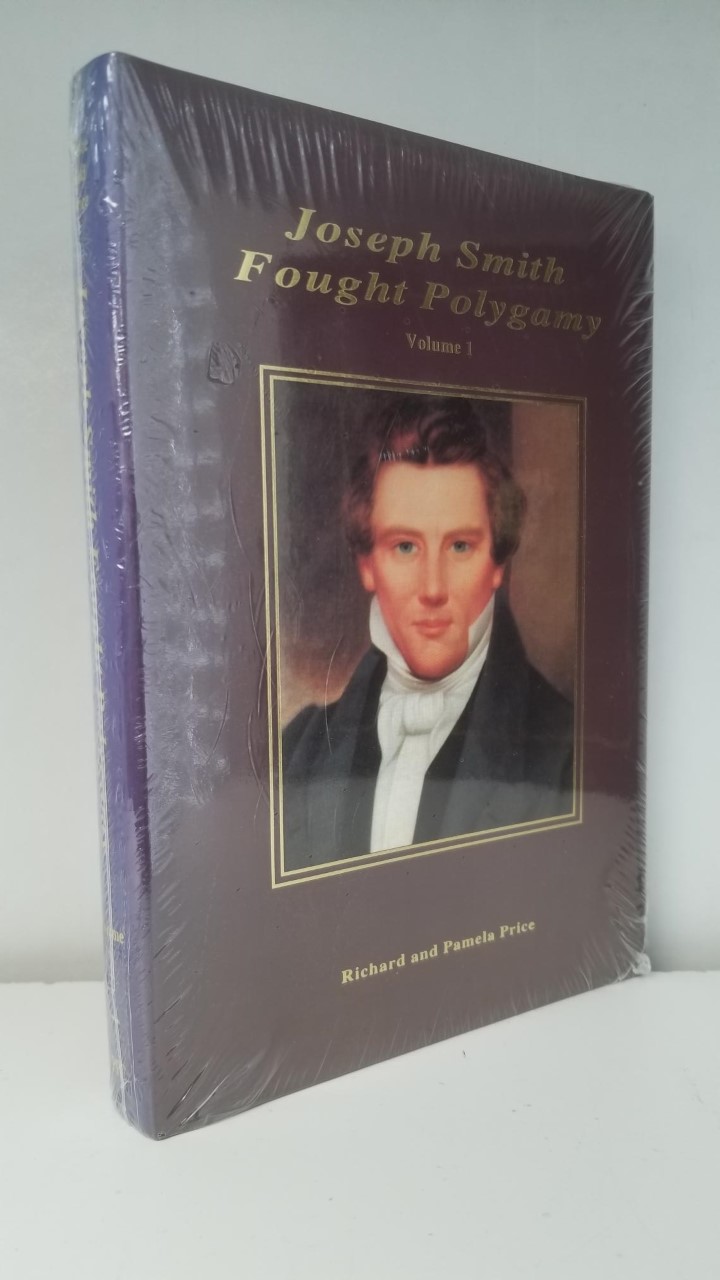 Joseph Smith
Fought Polygamy
Volume 1
Richard and Pamela Price